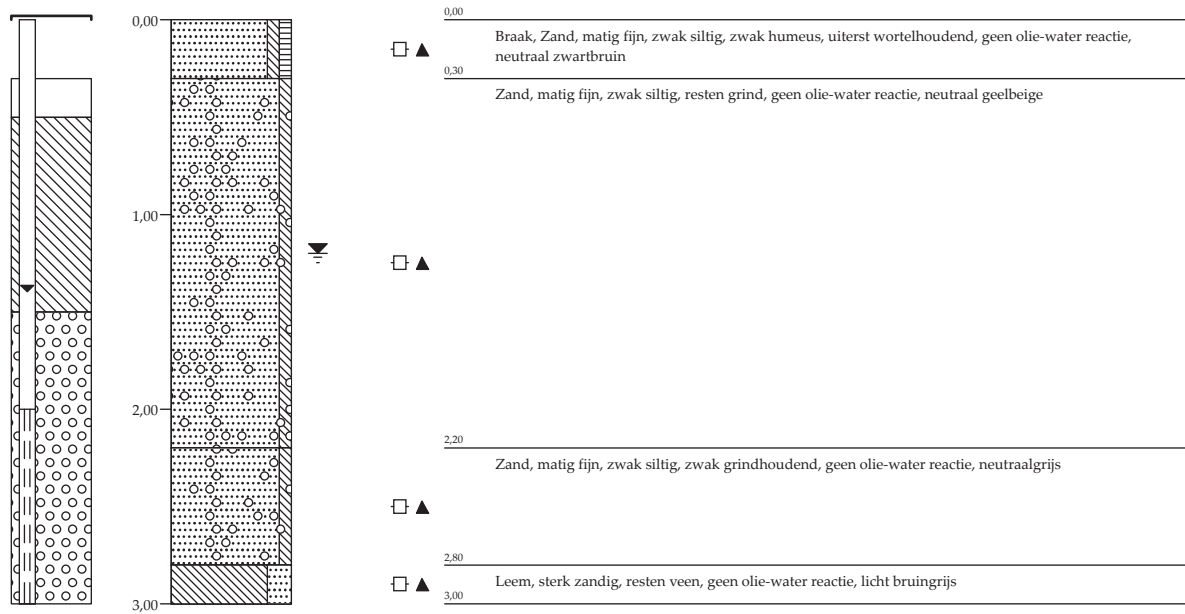 0,00
0,00
Braak, Zand, matig fijn, zwak siltig, zwak humeus, uiterst wortelhoudend, geen olie-water reactie,
neutraal zwartbruin
0,30
Zand, matig fijn, zwak siltig, resten grind, geen olie-water reactie, neutraal geelbeige
1,00
2,00
2,20
Zand, matig fijn, zwak siltig, zwak grindhoudend, geen olie-water reactie, neutraalgrijs
2,80
Leem, sterk zandig, resten veen, geen olie-water reactie, licht bruingrijs
3,00
3,00